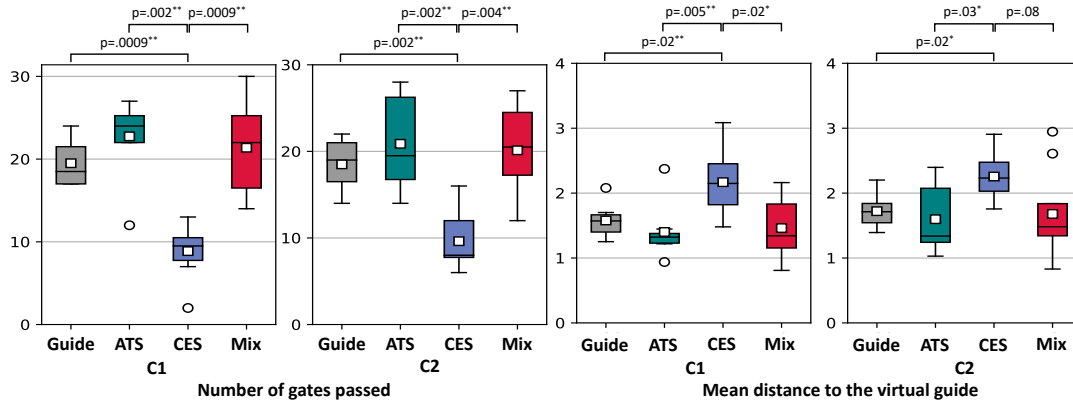 p=.002** p=.0009**
p=.0009**
p=.002** p=.004**
p=.002**
p=.005** p=.02*
p=.02**
p=.03* p=.08
p=.02*
30
20
10
0
Guide ATS CES Mix
C1
30
20
10
0
Guide ATS CES Mix
C2
Number of gates passed
4
3
2
1
0
Guide ATS CES Mix
C1
4
3
2
1
0
Guide ATS CES Mix
C2
Mean distance to the virtual guide